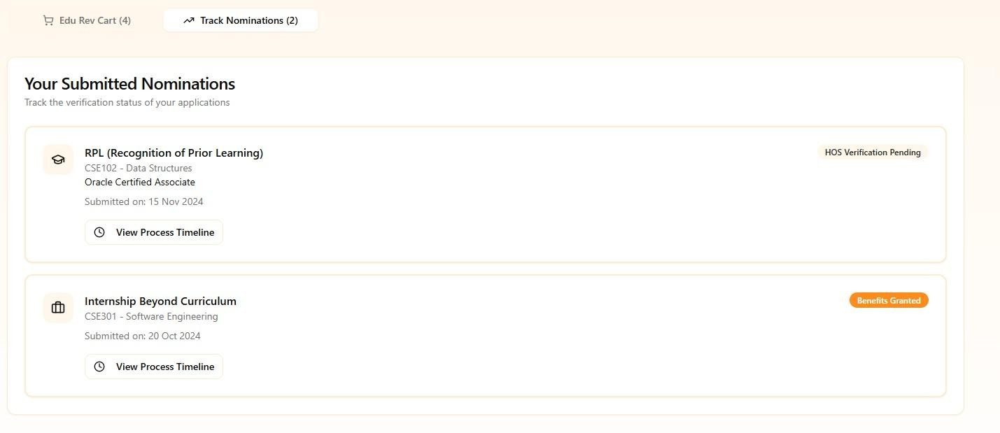 Edu Rev Cart (4)
Track Nominations (2)
Your Submitted Nominations
Track the verification status of your applications
RPL (Recognition of Prior Learning)
HOS Verification Pending
CSE102 - Data Structures
Oracle Certified Associate
Submitted on: 15 Nov 2024
View Process Timeline
Internship Beyond Curriculum
Benefits Granted
CSE301 - Software Engineering
Submitted on: 20 Oct 2024
View Process Timeline